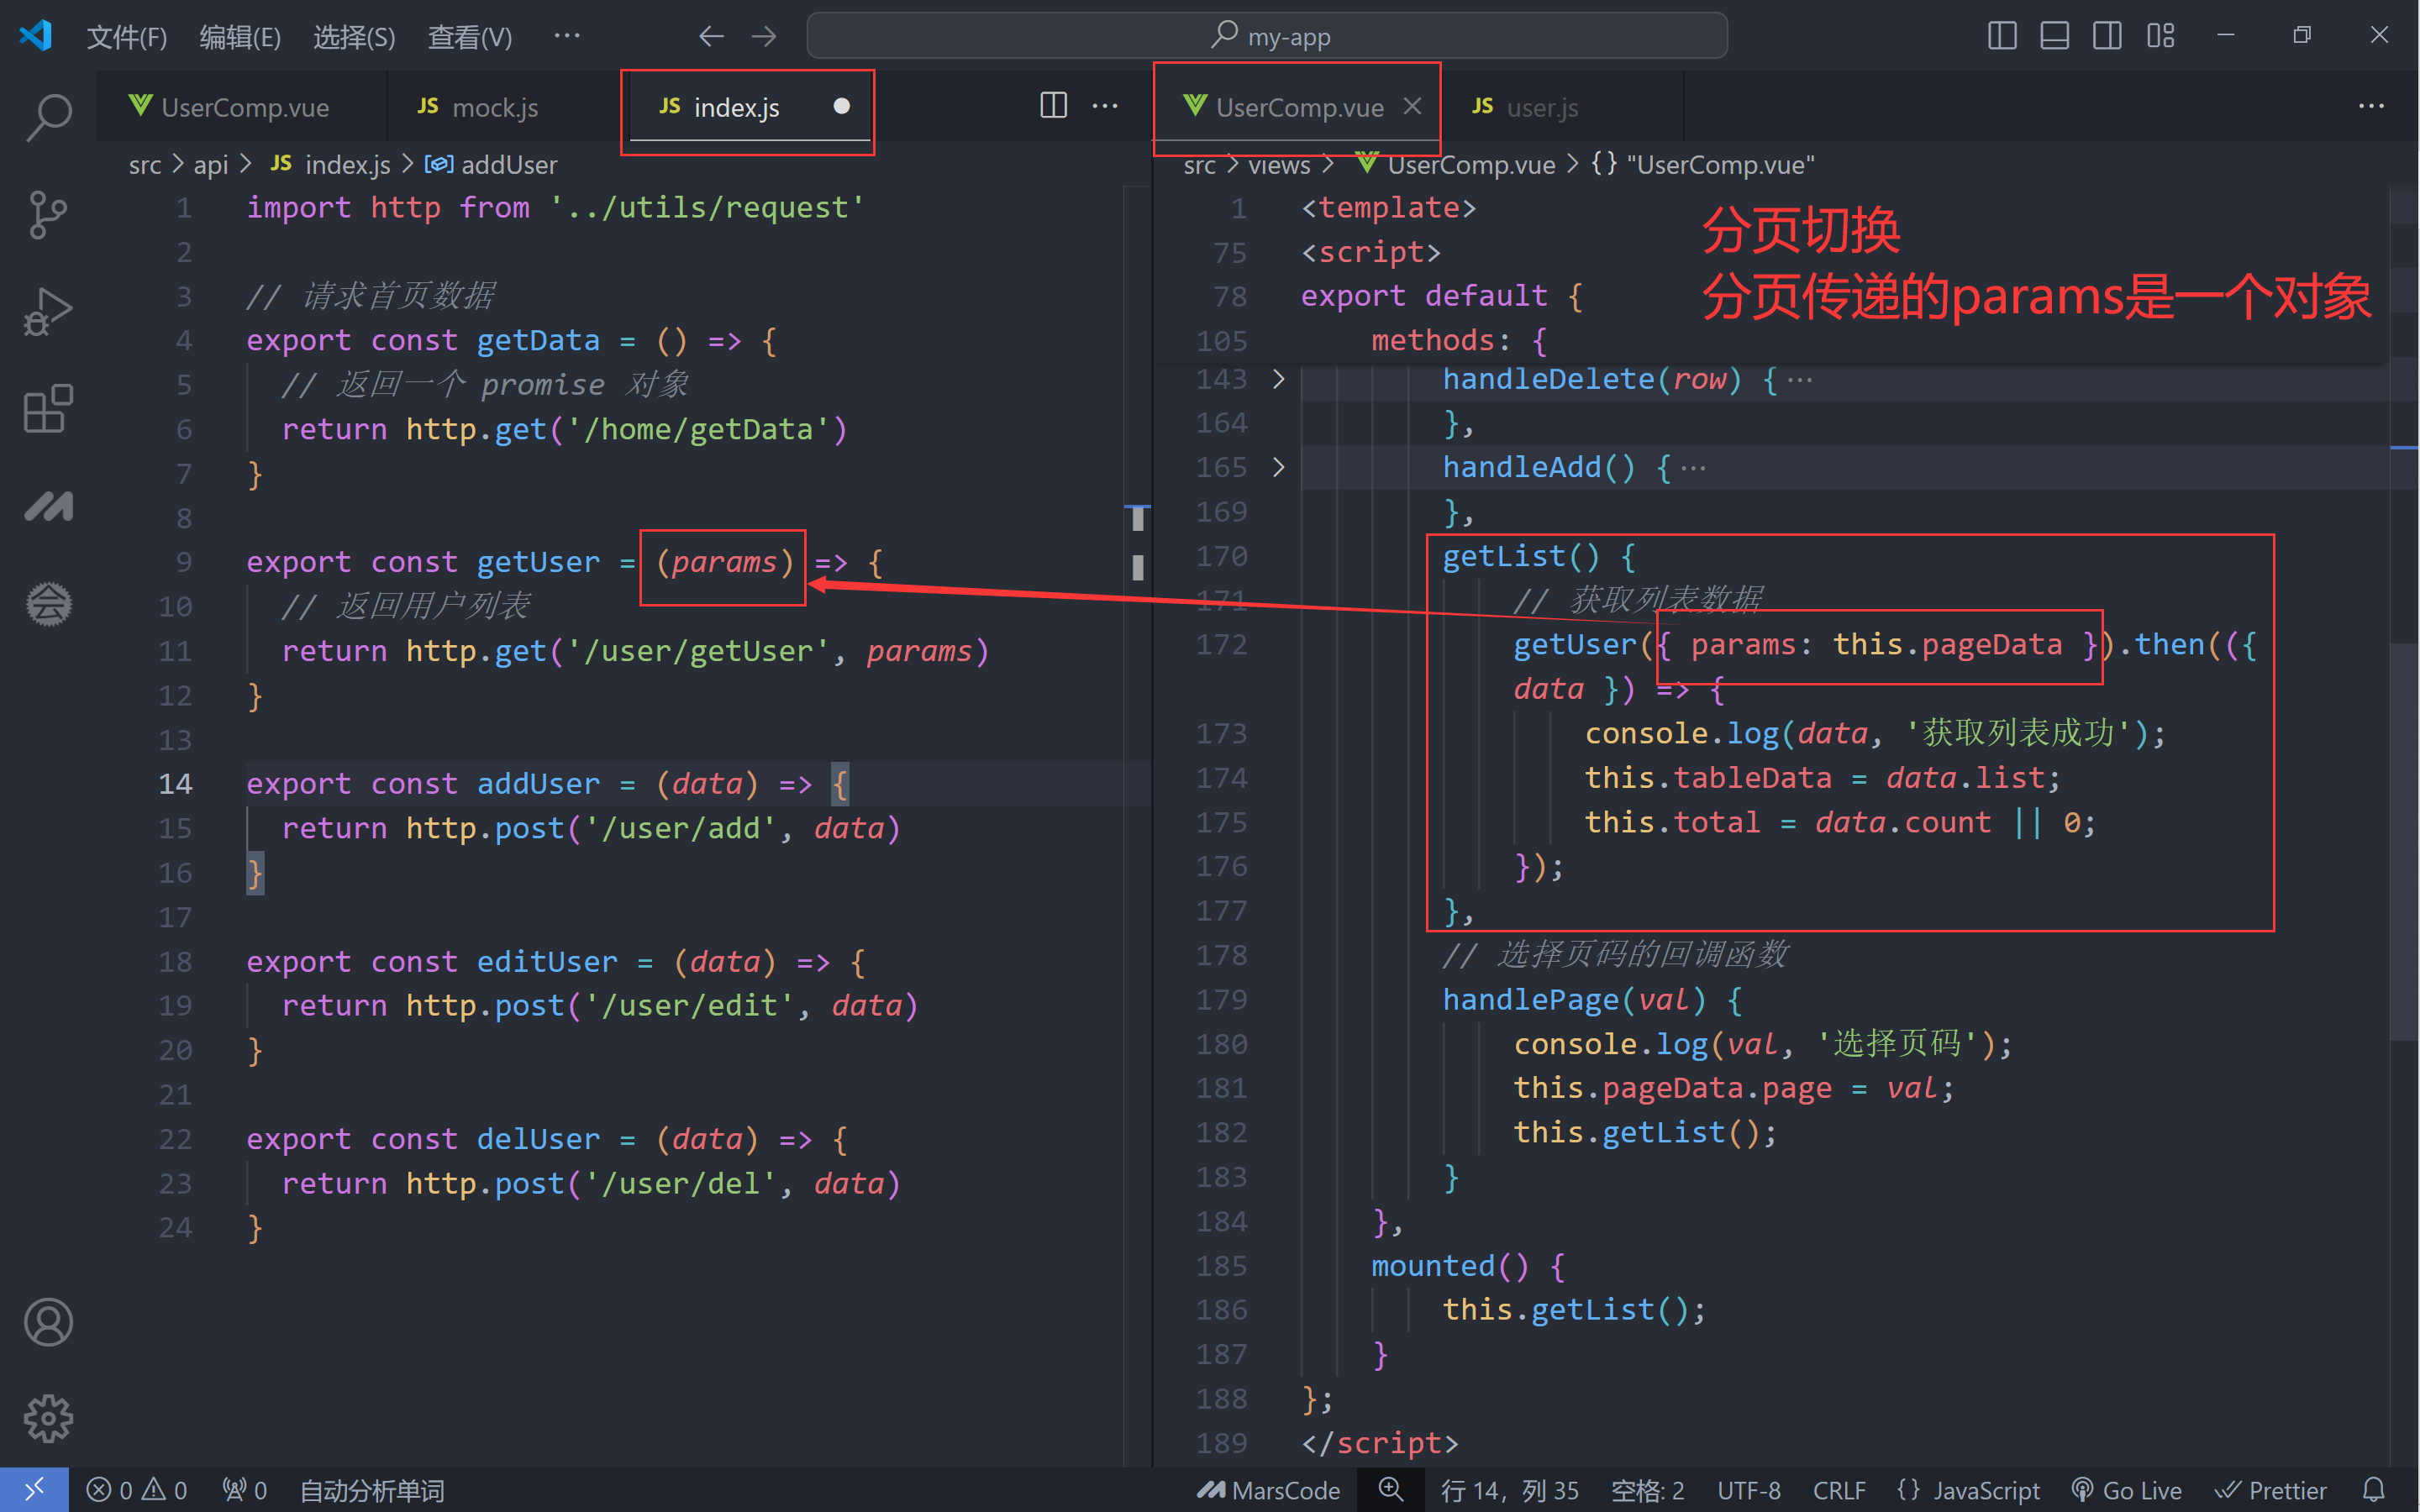 文件(F) 编辑(E) 选择(S) 查看(V) ··· my-app
UserComp.vue JS mock.js JS index.js ···
src > api > JS index.js > addUser
1 import http from '../utils/request'
2
3 // 请求首页数据
4 export const getData = () => {
5 // 返回一个 promise 对象
6 return http.get('/home/getData')
7 }
8
9 export const getUser = (params) => {
10 // 返回用户列表
11 return http.get('/user/getUser', params)
12 }
13
14 export const addUser = (data) => {
15 return http.post('/user/add', data)
16 }
17
18 export const editUser = (data) => {
19 return http.post('/user/edit', data)
20 }
21
22 export const delUser = (data) => {
23 return http.post('/user/del', data)
24 }
UserComp.vue JS user.js ···
src > views > UserComp.vue > {} "UserComp.vue"
分页切换
分页传递的params是一个对象
1 <template>
75 <script>
78 export default {
105 methods: {
143 handleDelete(row) {···
164 },
165 handleAdd() {···
169 },
170 getList() {
171 // 获取列表数据
172 getUser({ params: this.pageData }).then(({
data }) => {
173 console.log(data, '获取列表成功');
174 this.tableData = data.list;
175 this.total = data.count || 0;
176 });
177 },
178 // 选择页码的回调函数
179 handlePage(val) {
180 console.log(val, '选择页码');
181 this.pageData.page = val;
182 this.getList();
183 }
184 },
185 mounted() {
186 this.getList();
187 }
188 };
189 </script>
会
0 0 0 自动分析单词 MarsCode 行 14，列 35 空格: 2 UTF-8 CRLF {} JavaScript Go Live Prettier